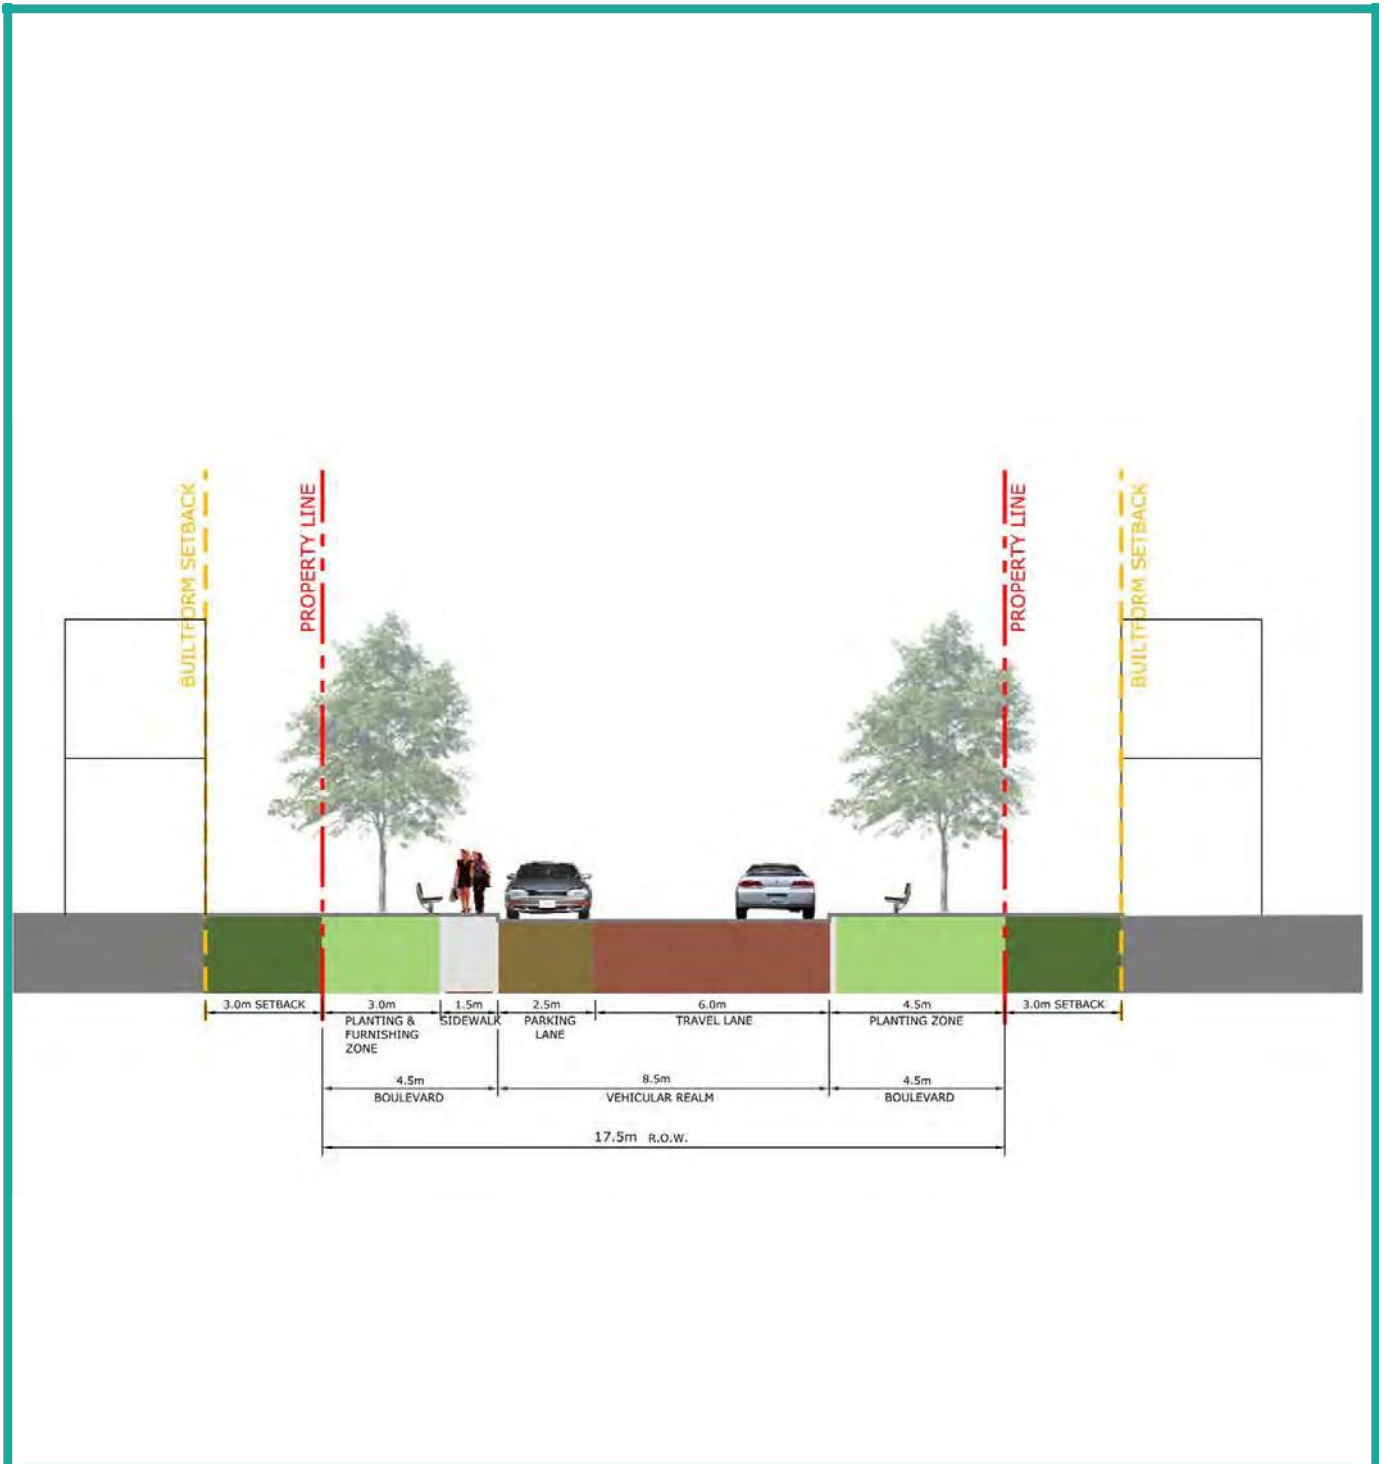 BUILTFORM SETBACK
PROPERTY LINE
PROPERTY LINE
BUILTFORM SETBACK
3.0m SETBACK
3.0m
PLANTING &
FURNISHING
ZONE
1.5m
SIDEWALK
2.5m
PARKING
LANE
6.0m
TRAVEL LANE
4.5m
PLANTING ZONE
3.0m SETBACK
4.5m
BOULEVARD
8.5m
VEHICULAR REALM
4.5m
BOULEVARD
17.5m R.O.W.